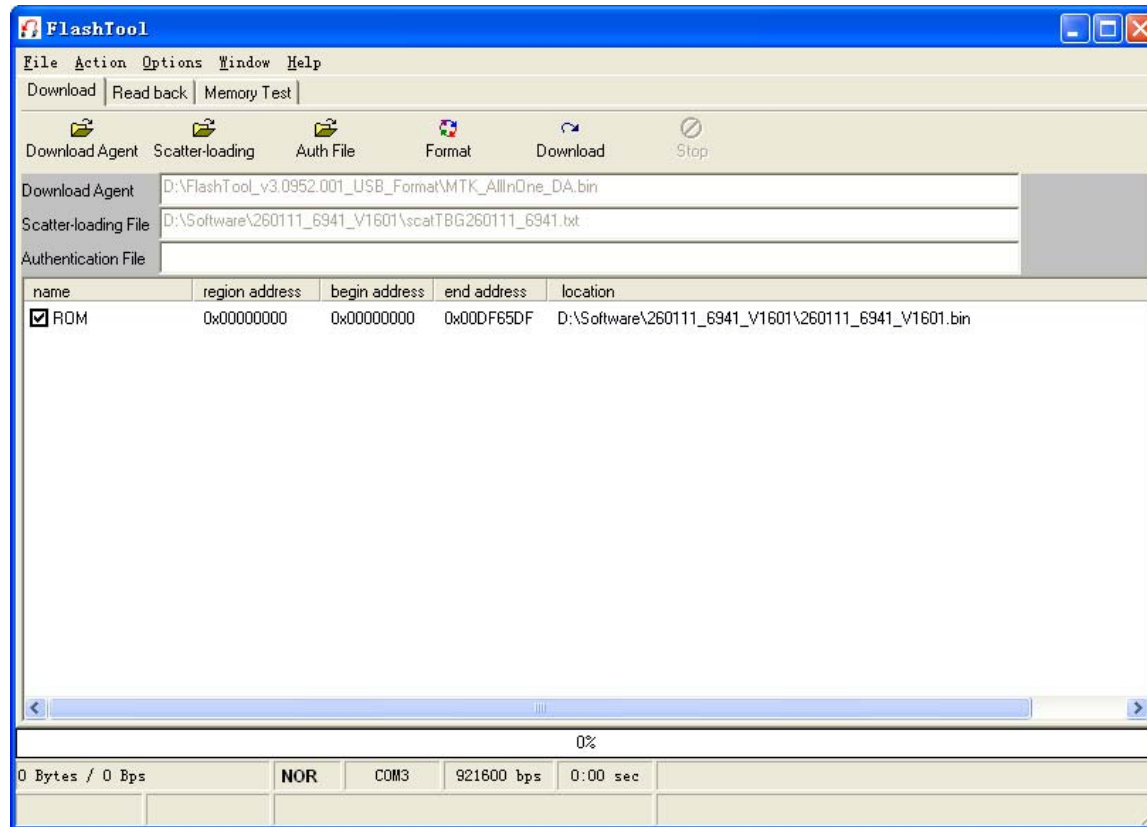 FlashTool
File Action Options Window Help
Download Read back Memory Test
Download Agent Scatter-loading Auth File Format Download Stop
Download Agent D:\FlashTool_v3.0952.001_USB_Format\MTK_AllInOne_DA.bin
Scatter-loading File D:\Software\260111_6941_V1601\scatTBG260111_6941.txt
Authentication File
name region address begin address end address location
ROM 0x00000000 0x00000000 0x00DF65DF D:\Software\260111_6941_V1601\260111_6941_V1601.bin
0%
0 Bytes / 0 Bps NOR COM3 921600 bps 0:00 sec